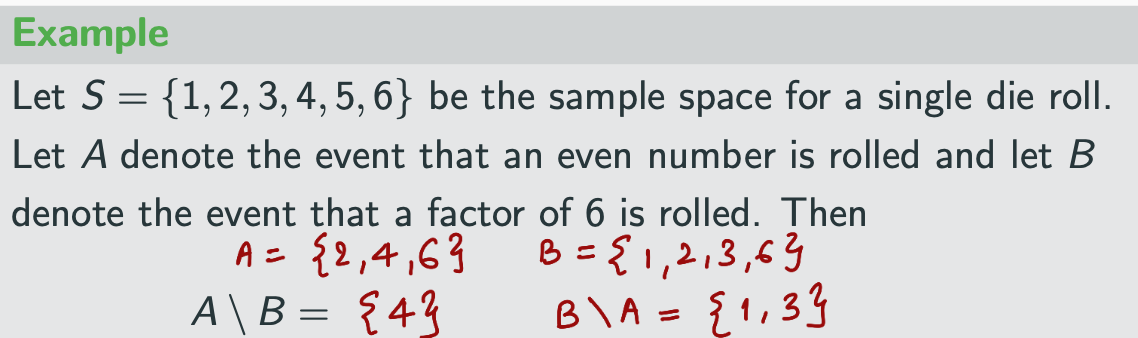 Example
Let S = {1, 2, 3, 4, 5, 6} be the sample space for a single die roll.
Let A denote the event that an even number is rolled and let B
denote the event that a factor of 6 is rolled. Then
A = {2,4,6} B = {1,2,3,6}
A \ B = {4} B \ A = {1,3}